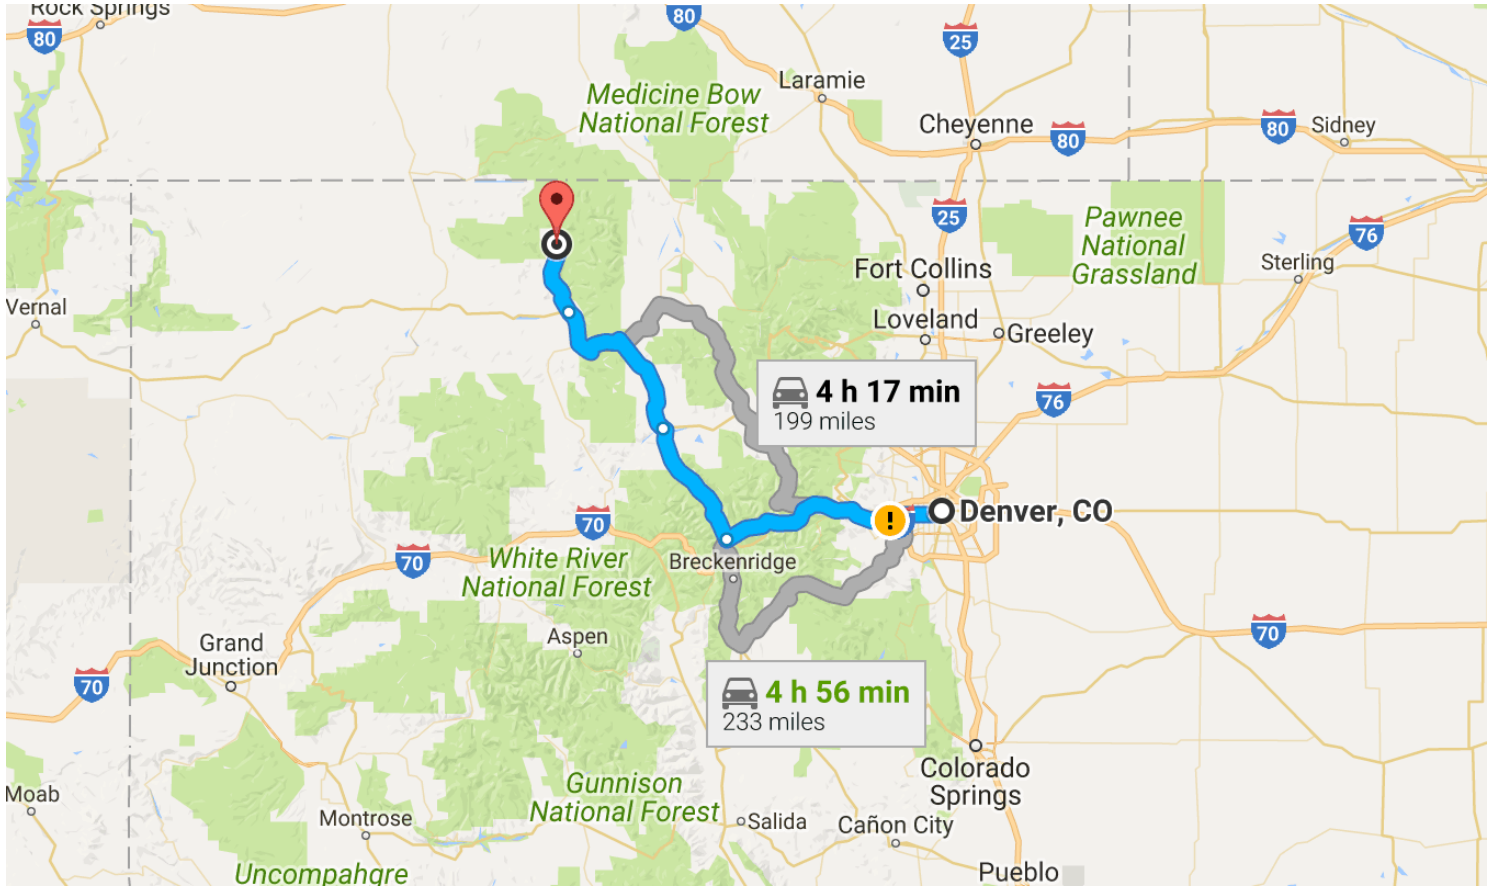 Rock Springs
80
80
25
Laramie
Medicine Bow
National Forest
Cheyenne
80
80
Sidney
25
Pawnee
National
Grassland
76
Sterling
Fort Collins
Vernal
Loveland
Greeley
4 h 17 min
199 miles
76
!
Denver, CO
70
70
White River
National Forest
Breckenridge
70
Grand
Junction
Aspen
70
4 h 56 min
233 miles
Colorado
Springs
Gunnison
National Forest
Moab
Montrose
Salida
Cañon City
Uncompahgre
Pueblo